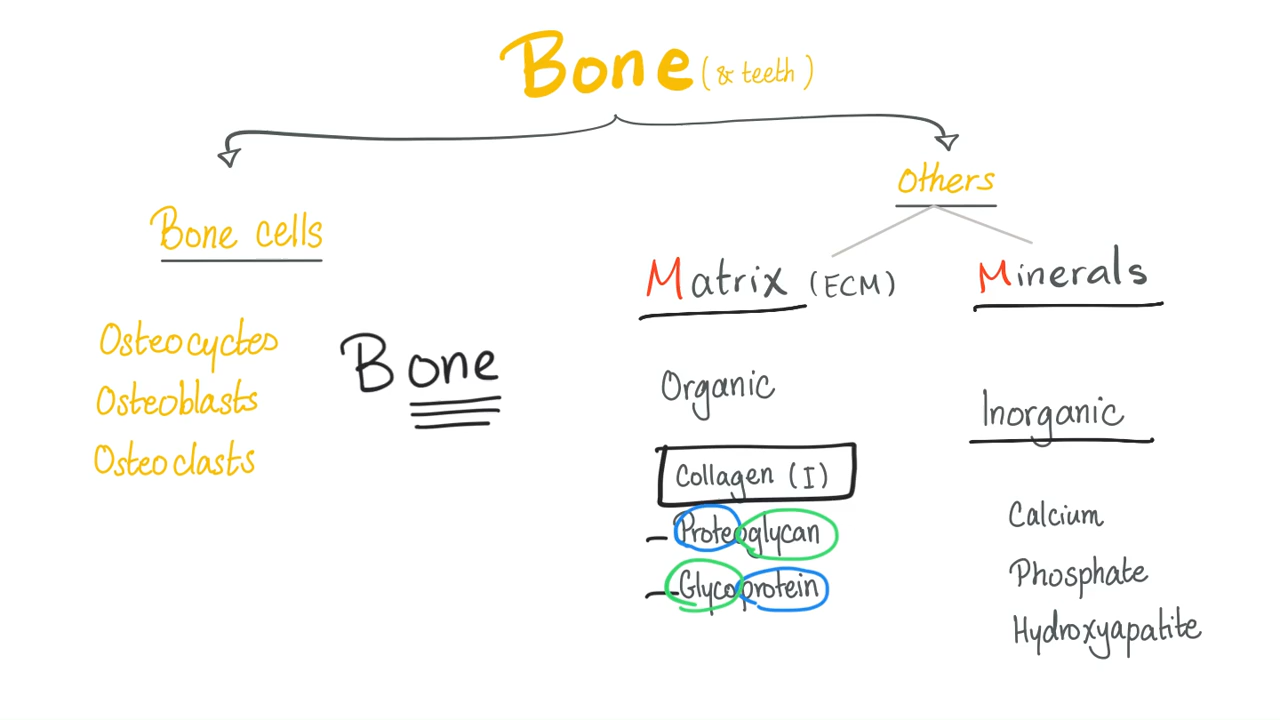 Bone (& teeth)
Bone cells
Osteocytes
Osteoblasts
Osteoclasts
Bone
Others
Matrix (ECM)
Organic
Collagen (I)
– Proteoglycan
– Glycoprotein
Minerals
Inorganic
Calcium
Phosphate
Hydroxyapatite